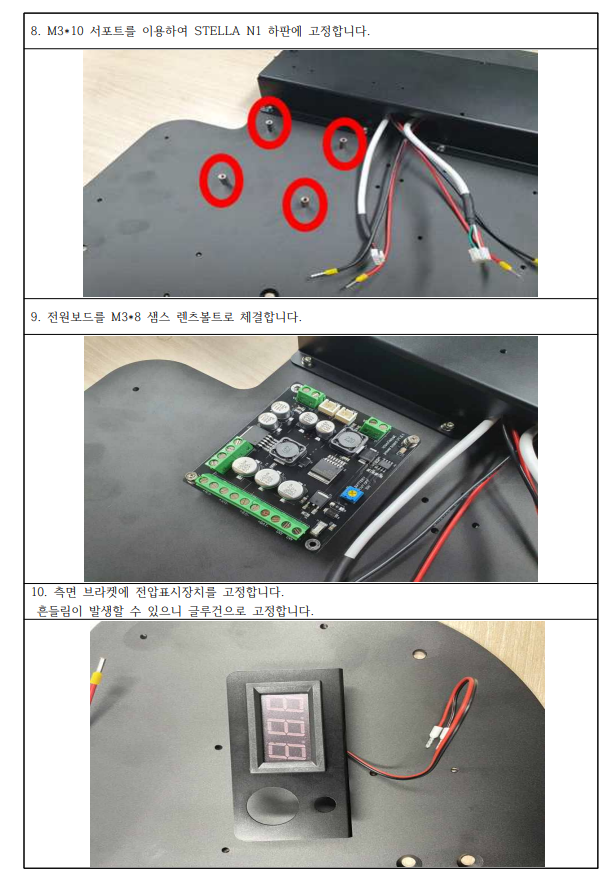 8. M3*10 서포트를 이용하여 STELLA N1 하판에 고정합니다.
9. 전원보드를 M3*8 샘스 렌츠볼트로 체결합니다.
10. 측면 브라켓에 전압표시장치를 고정합니다.
흔들림이 발생할 수 있으니 글루건으로 고정합니다.